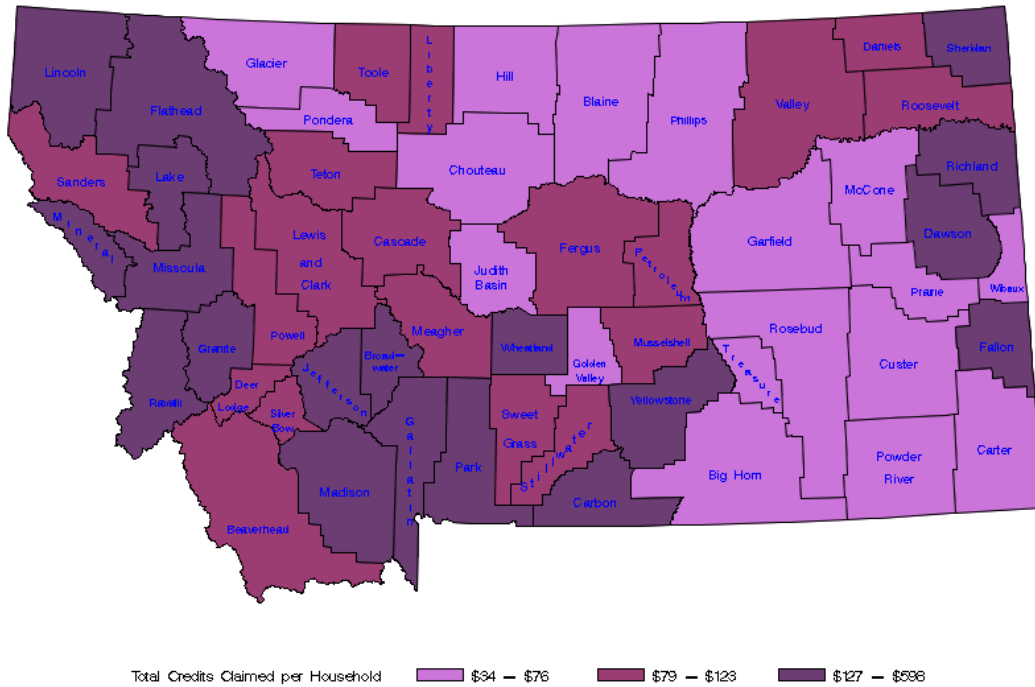 Lincoln
Flathead
Glacier
Toole
Liberty
Hill
Blaine
Phillips
Valley
Daniels
Sheridan
Roosevelt
Pondera
Chouteau
Teton
Sanders
Lake
Mineral
Missoula
Lewis
and
Clark
Cascade
Judith
Basin
Fergus
Petroleum
Garfield
McCone
Richland
Dawson
Prairie
Wibaux
Powell
Granite
Ravalli
Deer
Lodge
Silver
Bow
Jefferson
Broad–
water
Meagher
Wheatland
Golden
Valley
Musselshell
Treasure
Rosebud
Custer
Fallon
Yellowstone
Sweet
Grass
Stillwater
Park
Gallatin
Madison
Beaverhead
Carbon
Big Horn
Powder
River
Carter
Total Credits Claimed per Household $34 – $76 $79 – $123 $127 – $598